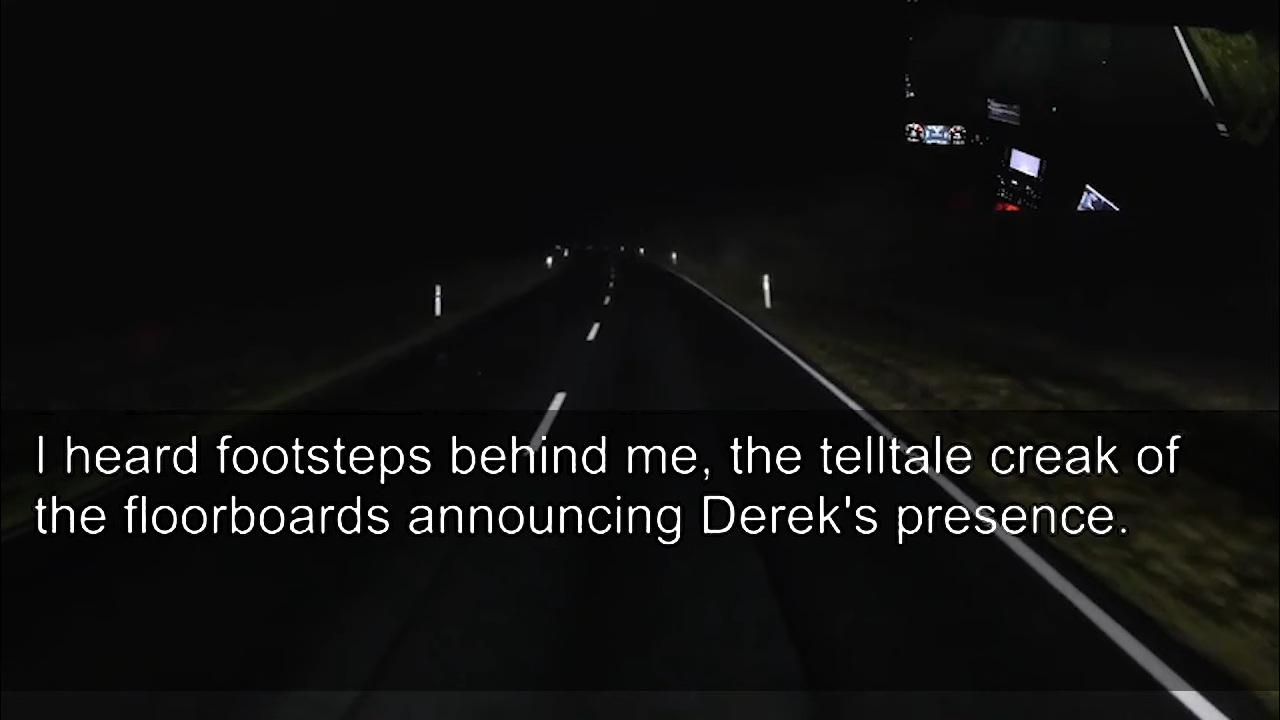 I heard footsteps behind me, the telltale creak of
the floorboards announcing Derek's presence.